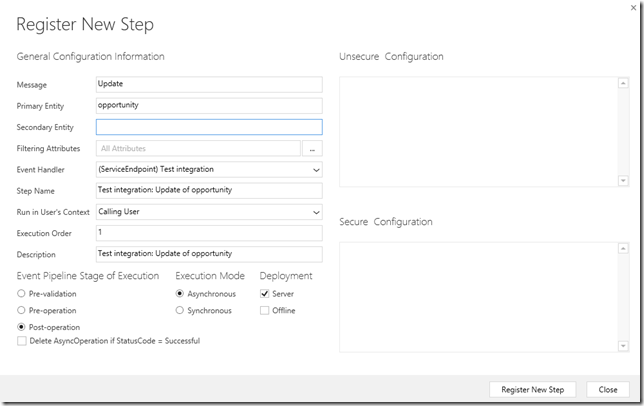 Register New Step
General Configuration Information
Message Update
Primary Entity opportunity
Secondary Entity
Filtering Attributes All Attributes ...
Event Handler (ServiceEndpoint) Test integration
Step Name Test integration: Update of opportunity
Run in User's Context Calling User
Execution Order 1
Description Test integration: Update of opportunity
Event Pipeline Stage of Execution Execution Mode Deployment
Pre-validation Asynchronous Server
Pre-operation Synchronous Offline
Post-operation
Delete AsyncOperation if StatusCode = Successful
Unsecure Configuration
Secure Configuration
Register New Step Close